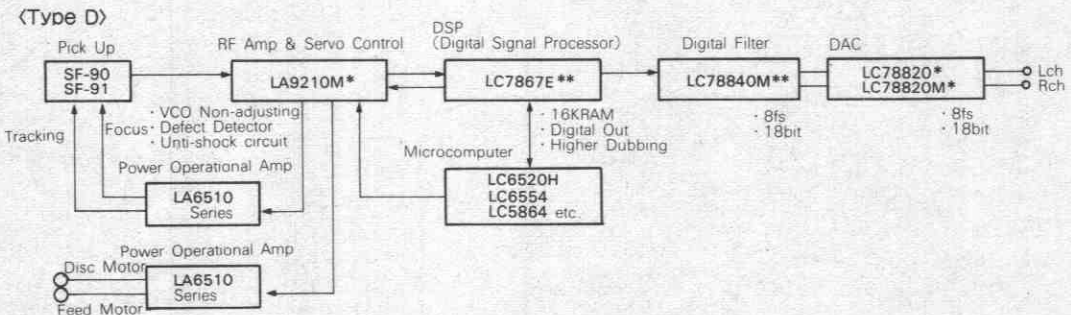 〈Type D〉
Pick Up
SF-90
SF-91
RF Amp & Servo Control
LA9210M*
· VCO Non-adjusting
· Defect Detector
· Unti-shock circuit
DSP
(Digital Signal Processor)
LC7867E**
· 16KRAM
· Digital Out
· Higher Dubbing
Digital Filter
LC78840M**
· 8fs
· 18bit
DAC
LC78820*
LC78820M*
· 8fs
· 18bit
Lch
Rch
Tracking
Focus
Microcomputer
LC6520H
LC6554
LC5864 etc.
Power Operational Amp
LA6510
Series
Power Operational Amp
LA6510
Series
Disc Motor
Feed Motor